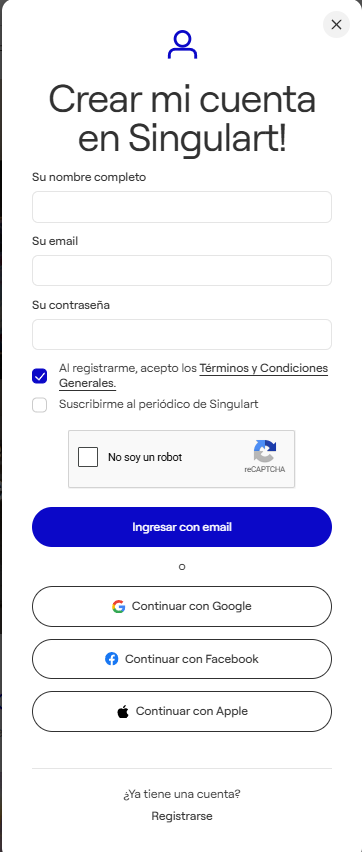 Crear mi cuenta
en Singulart!
Su nombre completo
Su email
Su contraseña
Al registrarme, acepto los Términos y Condiciones
Generales.
Suscribirme al periódico de Singulart
No soy un robot
reCAPTCHA
Ingresar con email
o
Continuar con Google
Continuar con Facebook
Continuar con Apple
¿Ya tiene una cuenta?
Registrarse